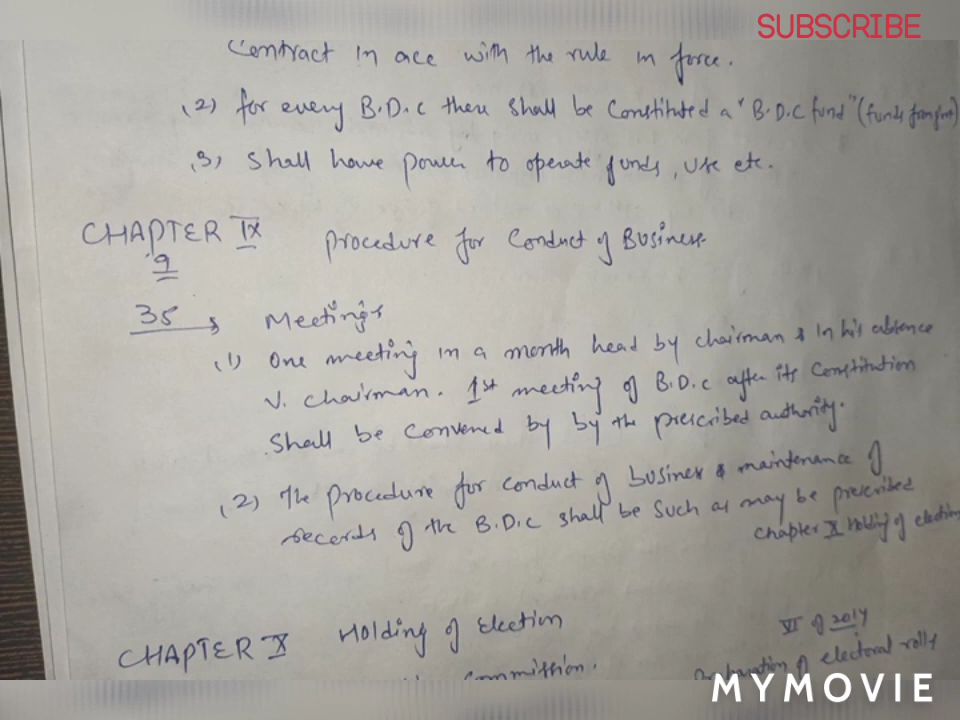 SUBSCRIBE
Contract in acc with the rule in force.
(2) for every B.D.C there shall be Constituted a "B.D.C fund" (funds
(3) Shall have power to operate funds, use etc.
CHAPTER IX Procedure for Conduct of Business
9
35 Meetings
(1) One meeting in a month head by chairman & in his absence
V. Chairman. 1st meeting of B.D.C after its Constitution
Shall be Convened by by the prescribed authority.
(2) The procedure for conduct of business & maintenance of
records of the B.D.C shall be such as may be prescribed
Chapter X Holding of election
CHAPTER X Holding of Election
VI of 2014
of electoral rolls
MYMOVIE